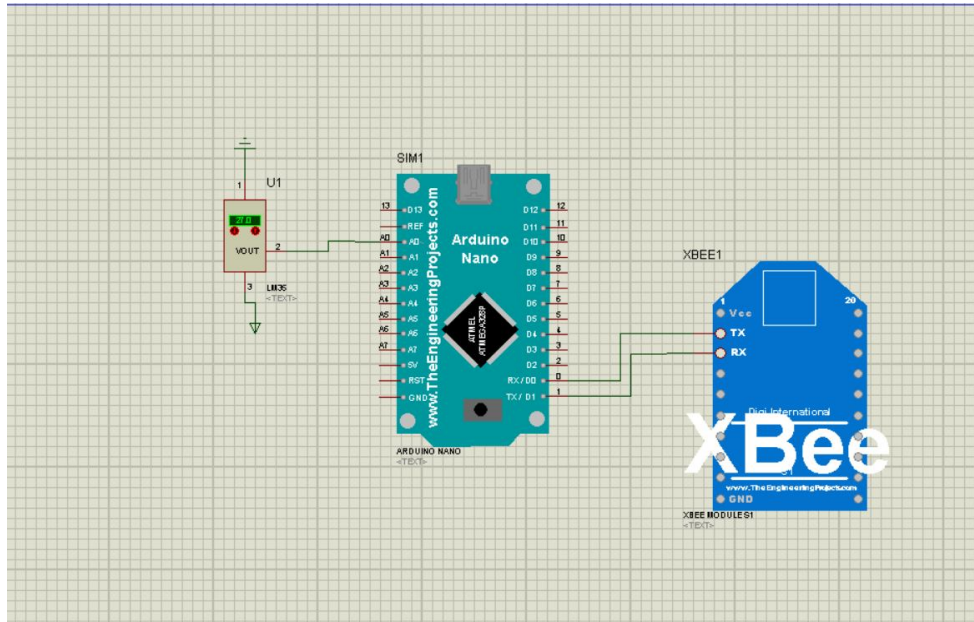 SIM1
1
U1
27.0
VOUT
2
3
LM35
<TEXT>
www.TheEngineeringProjects.com
Arduino
Nano
ATMEL
ATMEGA328P
13 D13
REF
A0 A0
A1 A1
A2 A2
A3 A3
A4 A4
A5 A5
A6 A6
A7 A7
5V
RST
GND
D12 12
D11 11
D10 10
D9 9
D8 8
D7 7
D6 6
D5 5
D4 4
D3 3
D2 2
RX / D0 0
TX / D1 1
ARDUINO NANO
<TEXT>
XBEE1
1 20
Vcc
TX
RX
Digi International
XBee
S1
www.TheEngineeringProjects.com
GND
XBEE MODULE S1
<TEXT>